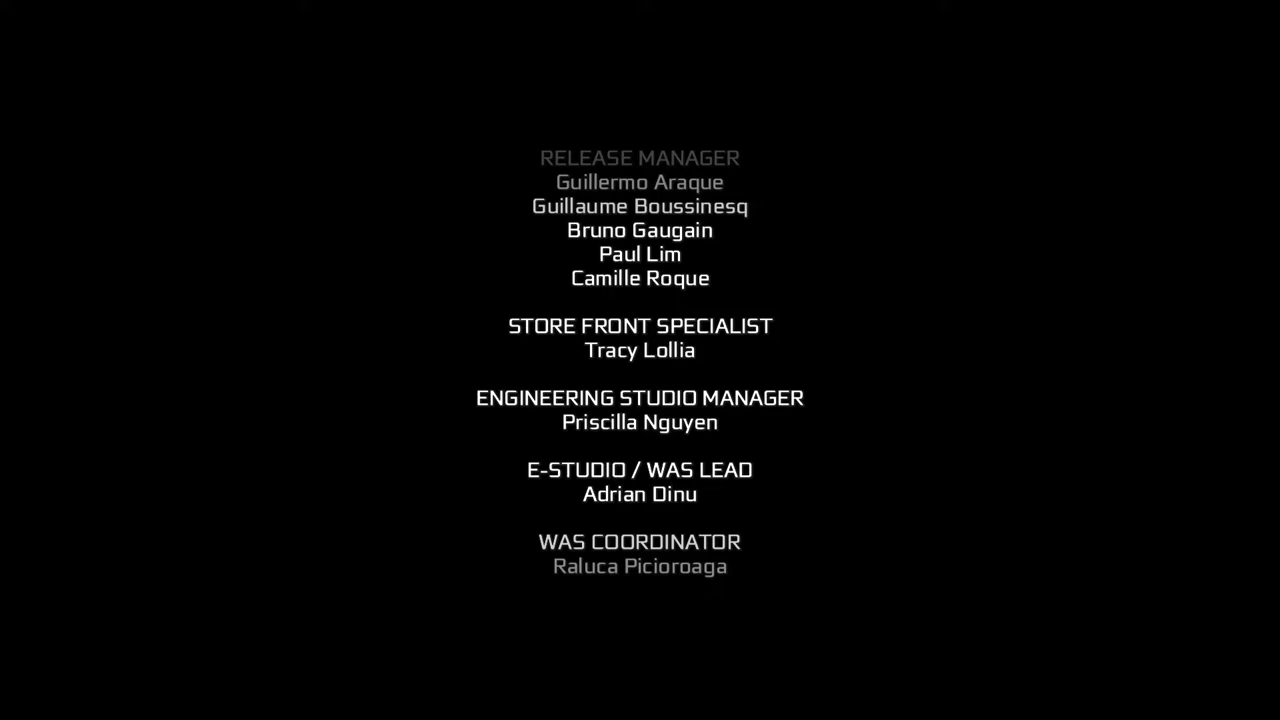 RELEASE MANAGER
Guillermo Araque
Guillaume Boussinesq
Bruno Gaugain
Paul Lim
Camille Roque
STORE FRONT SPECIALIST
Tracy Lollia
ENGINEERING STUDIO MANAGER
Priscilla Nguyen
E-STUDIO / WAS LEAD
Adrian Dinu
WAS COORDINATOR
Raluca Picioroaga